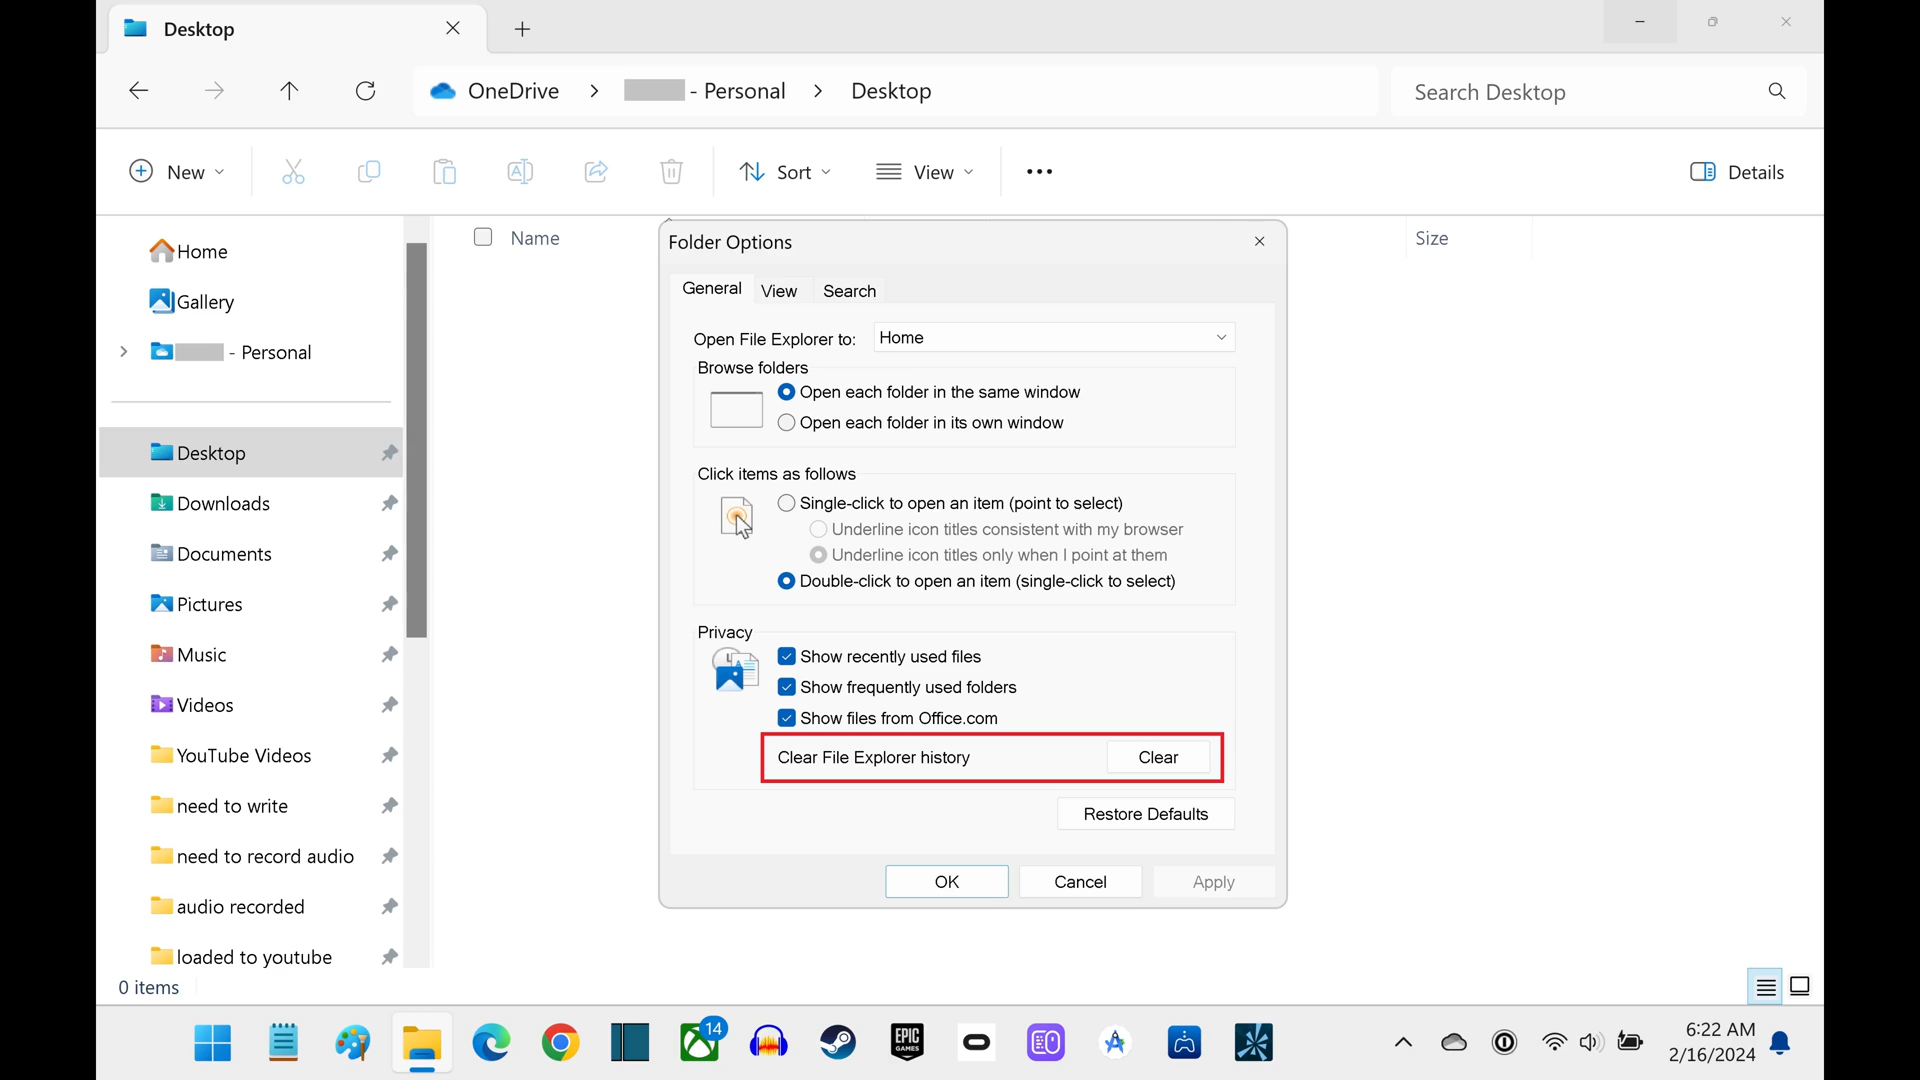 Desktop
OneDrive > - Personal > Desktop
Search Desktop
New
Sort
View
Details
Home
Gallery
- Personal
Desktop
Downloads
Documents
Pictures
Music
Videos
YouTube Videos
need to write
need to record audio
audio recorded
loaded to youtube
0 items
Name
Size
Folder Options
General
View
Search
Open File Explorer to:
Home
Browse folders
Open each folder in the same window
Open each folder in its own window
Click items as follows
Single-click to open an item (point to select)
Underline icon titles consistent with my browser
Underline icon titles only when I point at them
Double-click to open an item (single-click to select)
Privacy
Show recently used files
Show frequently used folders
Show files from Office.com
Clear File Explorer history
Clear
Restore Defaults
OK
Cancel
Apply
14
EPIC
GAMES
6:22 AM
2/16/2024